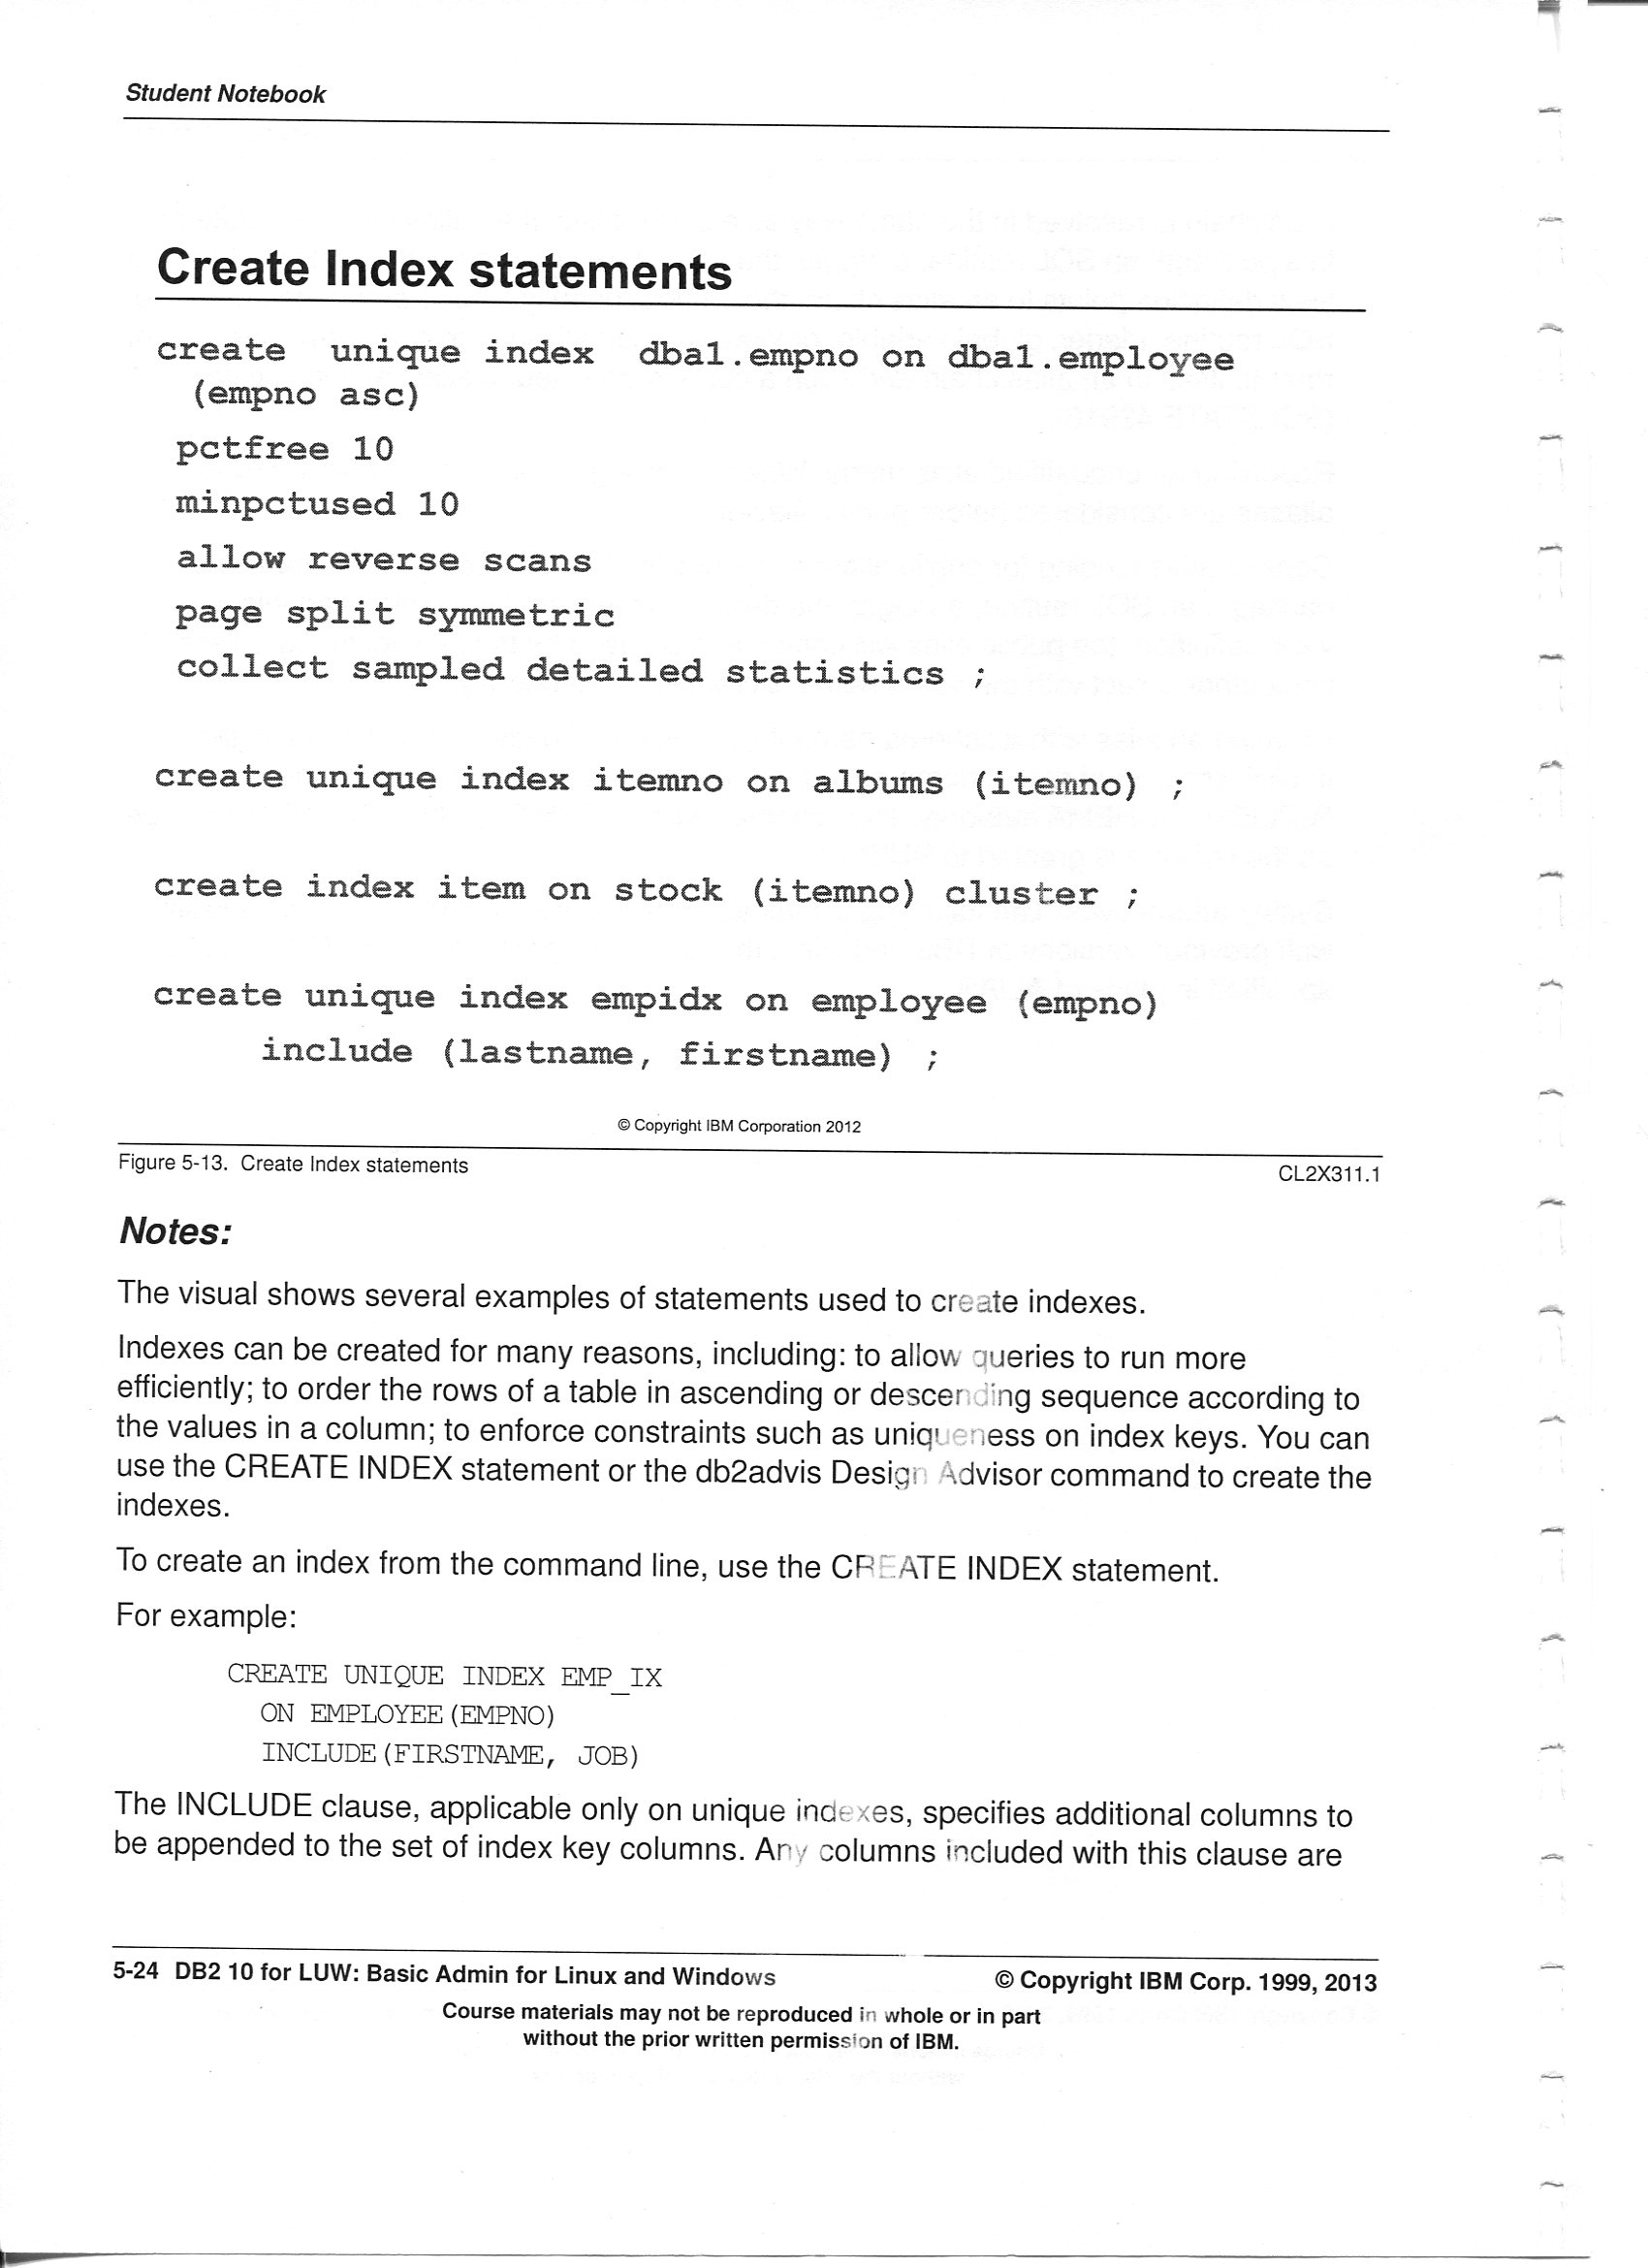 Student Notebook
Create Index statements
create unique index dba1.empno on dba1.employee
(empno asc)
pctfree 10
minpctused 10
allow reverse scans
page split symmetric
collect sampled detailed statistics ;
create unique index itemno on albums (itemno) ;
create index item on stock (itemno) cluster ;
create unique index empidx on employee (empno)
include (lastname, firstname) ;
© Copyright IBM Corporation 2012
Figure 5-13. Create Index statements CL2X311.1
Notes:
The visual shows several examples of statements used to create indexes.
Indexes can be created for many reasons, including: to allow queries to run more
efficiently; to order the rows of a table in ascending or descending sequence according to
the values in a column; to enforce constraints such as uniqueness on index keys. You can
use the CREATE INDEX statement or the db2advis Design Advisor command to create the
indexes.
To create an index from the command line, use the CREATE INDEX statement.
For example:
CREATE UNIQUE INDEX EMP_IX
ON EMPLOYEE(EMPNO)
INCLUDE(FIRSTNAME, JOB)
The INCLUDE clause, applicable only on unique indexes, specifies additional columns to
be appended to the set of index key columns. Any columns included with this clause are
5-24 DB2 10 for LUW: Basic Admin for Linux and Windows © Copyright IBM Corp. 1999, 2013
Course materials may not be reproduced in whole or in part
without the prior written permission of IBM.